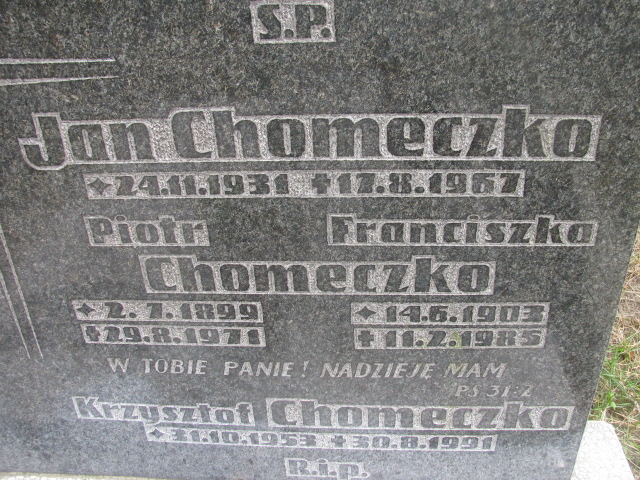 S.P.
Jan Chomeczko
✦24.11.1931 ✝17.8.1967
Piotr Franciszka
Chomeczko
✦2.7.1899 ✦14.6.1903
✝29.8.1971 ✝11.2.1985
W TOBIE PANIE! NADZIEJĘ MAM
PS 31:2
Krzysztof Chomeczko
✦31.10.1953 ✝30.8.1991
R.i.p.